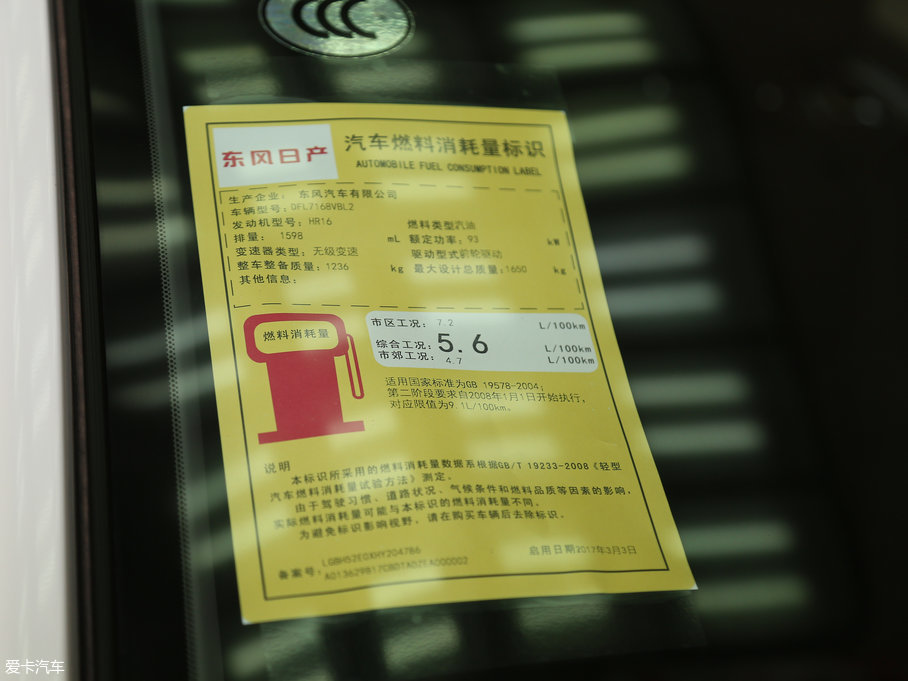 东风日产
汽车燃料消耗量标识
AUTOMOBILE FUEL CONSUMPTION LABEL
生产企业: 东风汽车有限公司
车辆型号:DFL7168VBL2
发动机型号:HR16 燃料类型:汽油
排量: 1598 mL 额定功率:93 kW
变速器类型:无级变速 驱动型式:前轮驱动
整车整备质量:1236 kg 最大设计总质量:1650 kg
其他信息:
燃料消耗量
市区工况: 7.2 L/100km
综合工况: 5.6 L/100km
市郊工况: 4.7 L/100km
适用国家标准为GB 19578-2004;
第二阶段要求自2008年1月1日开始执行,
对应限值为9.1L/100km。
说明
本标识所采用的燃料消耗量数据系根据GB/T 19233-2008《轻型
汽车燃料消耗量试验方法》测定。
由于驾驶习惯、道路状况、气候条件和燃料品质等因素的影响,
实际燃料消耗量可能与本标识的燃料消耗量不同。
为避免标识影响视野,请在购买车辆后去除标识。
备案号:
启用日期2017年3月3日
爱卡汽车